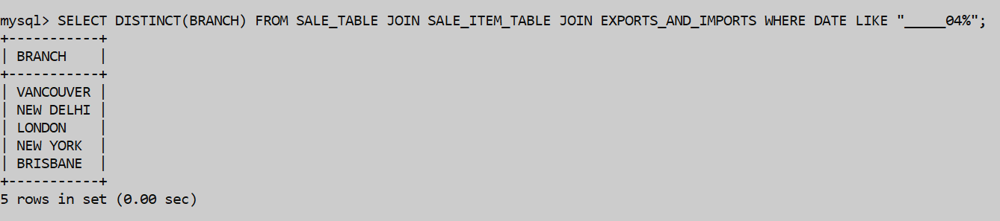 mysql> SELECT DISTINCT(BRANCH) FROM SALE_TABLE JOIN SALE_ITEM_TABLE JOIN EXPORTS_AND_IMPORTS WHERE DATE LIKE "_____04%";
+-----------+
| BRANCH    |
+-----------+
| VANCOUVER |
| NEW DELHI |
| LONDON    |
| NEW YORK  |
| BRISBANE  |
+-----------+
5 rows in set (0.00 sec)